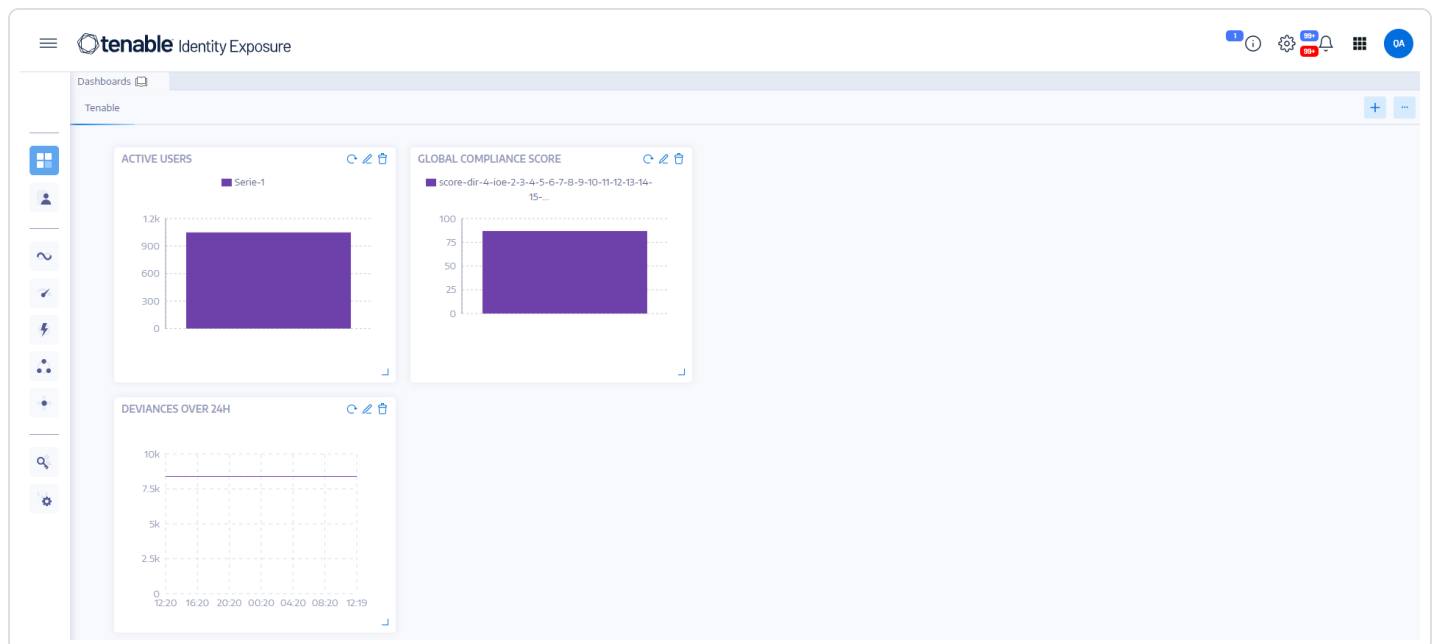 tenable Identity Exposure
1
99+
99+
QA
Dashboards
Tenable
+
...
ACTIVE USERS
Serie-1
1.2k
900
600
300
0
GLOBAL COMPLIANCE SCORE
score-dir-4-ioe-2-3-4-5-6-7-8-9-10-11-12-13-14-
15-...
100
75
50
25
0
DEVIANCES OVER 24H
10k
7.5k
5k
2.5k
0
12:20 16:20 20:20 00:20 04:20 08:20 12:19